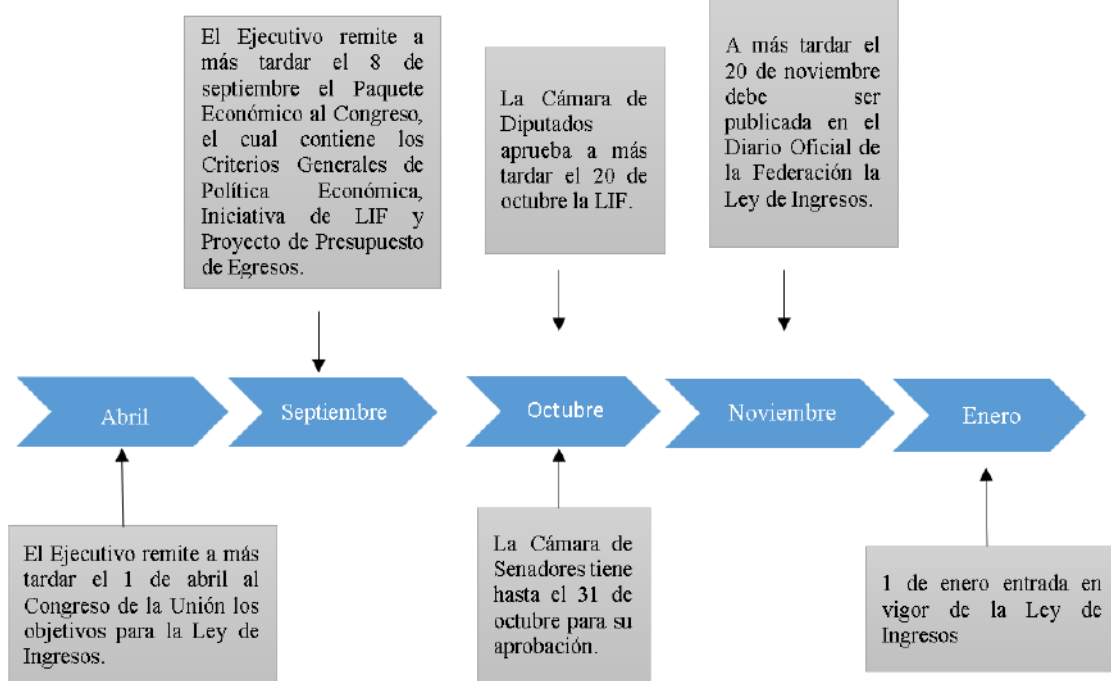 El Ejecutivo remite a
más tardar el 8 de
septiembre el Paquete
Económico al Congreso,
el cual contiene los
Criterios Generales de
Política Económica,
Iniciativa de LIF y
Proyecto de Presupuesto
de Egresos.
La Cámara de
Diputados
aprueba a más
tardar el 20 de
octubre la LIF.
A más tardar el
20 de noviembre
debe ser
publicada en el
Diario Oficial de
la Federación la
Ley de Ingresos.
Abril
Septiembre
Octubre
Noviembre
Enero
El Ejecutivo remite a más
tardar el 1 de abril al
Congreso de la Unión los
objetivos para la Ley de
Ingresos.
La Cámara de
Senadores tiene
hasta el 31 de
octubre para su
aprobación.
1 de enero entrada en
vigor de la Ley de
Ingresos